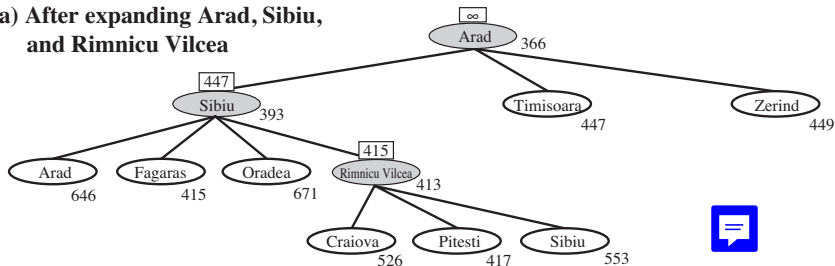 a) After expanding Arad, Sibiu,
and Rimnicu Vilcea
∞
Arad
366
447
Sibiu
393
Timisoara
447
Zerind
449
Arad
646
Fagaras
415
Oradea
671
415
Rimnicu Vilcea
413
Craiova
526
Pitesti
417
Sibiu
553